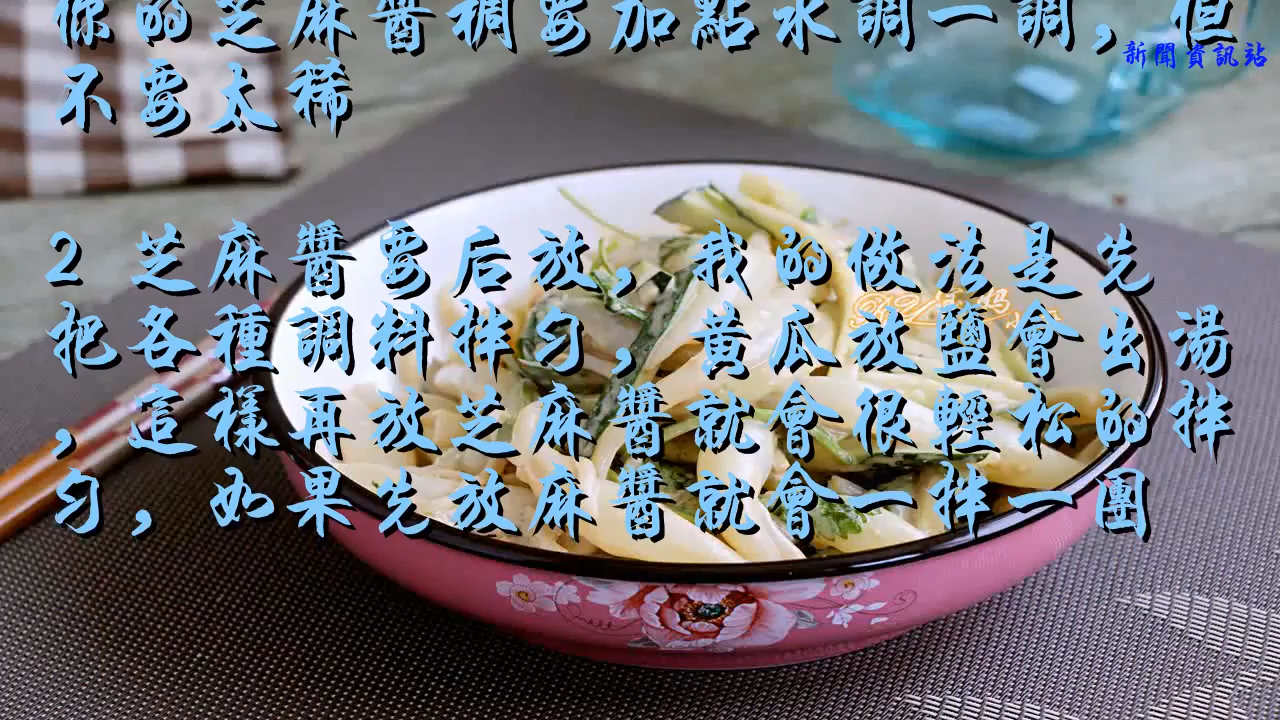 你的芝麻醬稠要加點水調一調，但
新聞資訊站
不要太稀
2 芝麻醬要后放，我的做法是先
把各種調料拌勻，黃瓜放鹽會出湯
，這樣再放芝麻醬就會很輕松的拌
勻，如果先放麻醬就會一拌一團